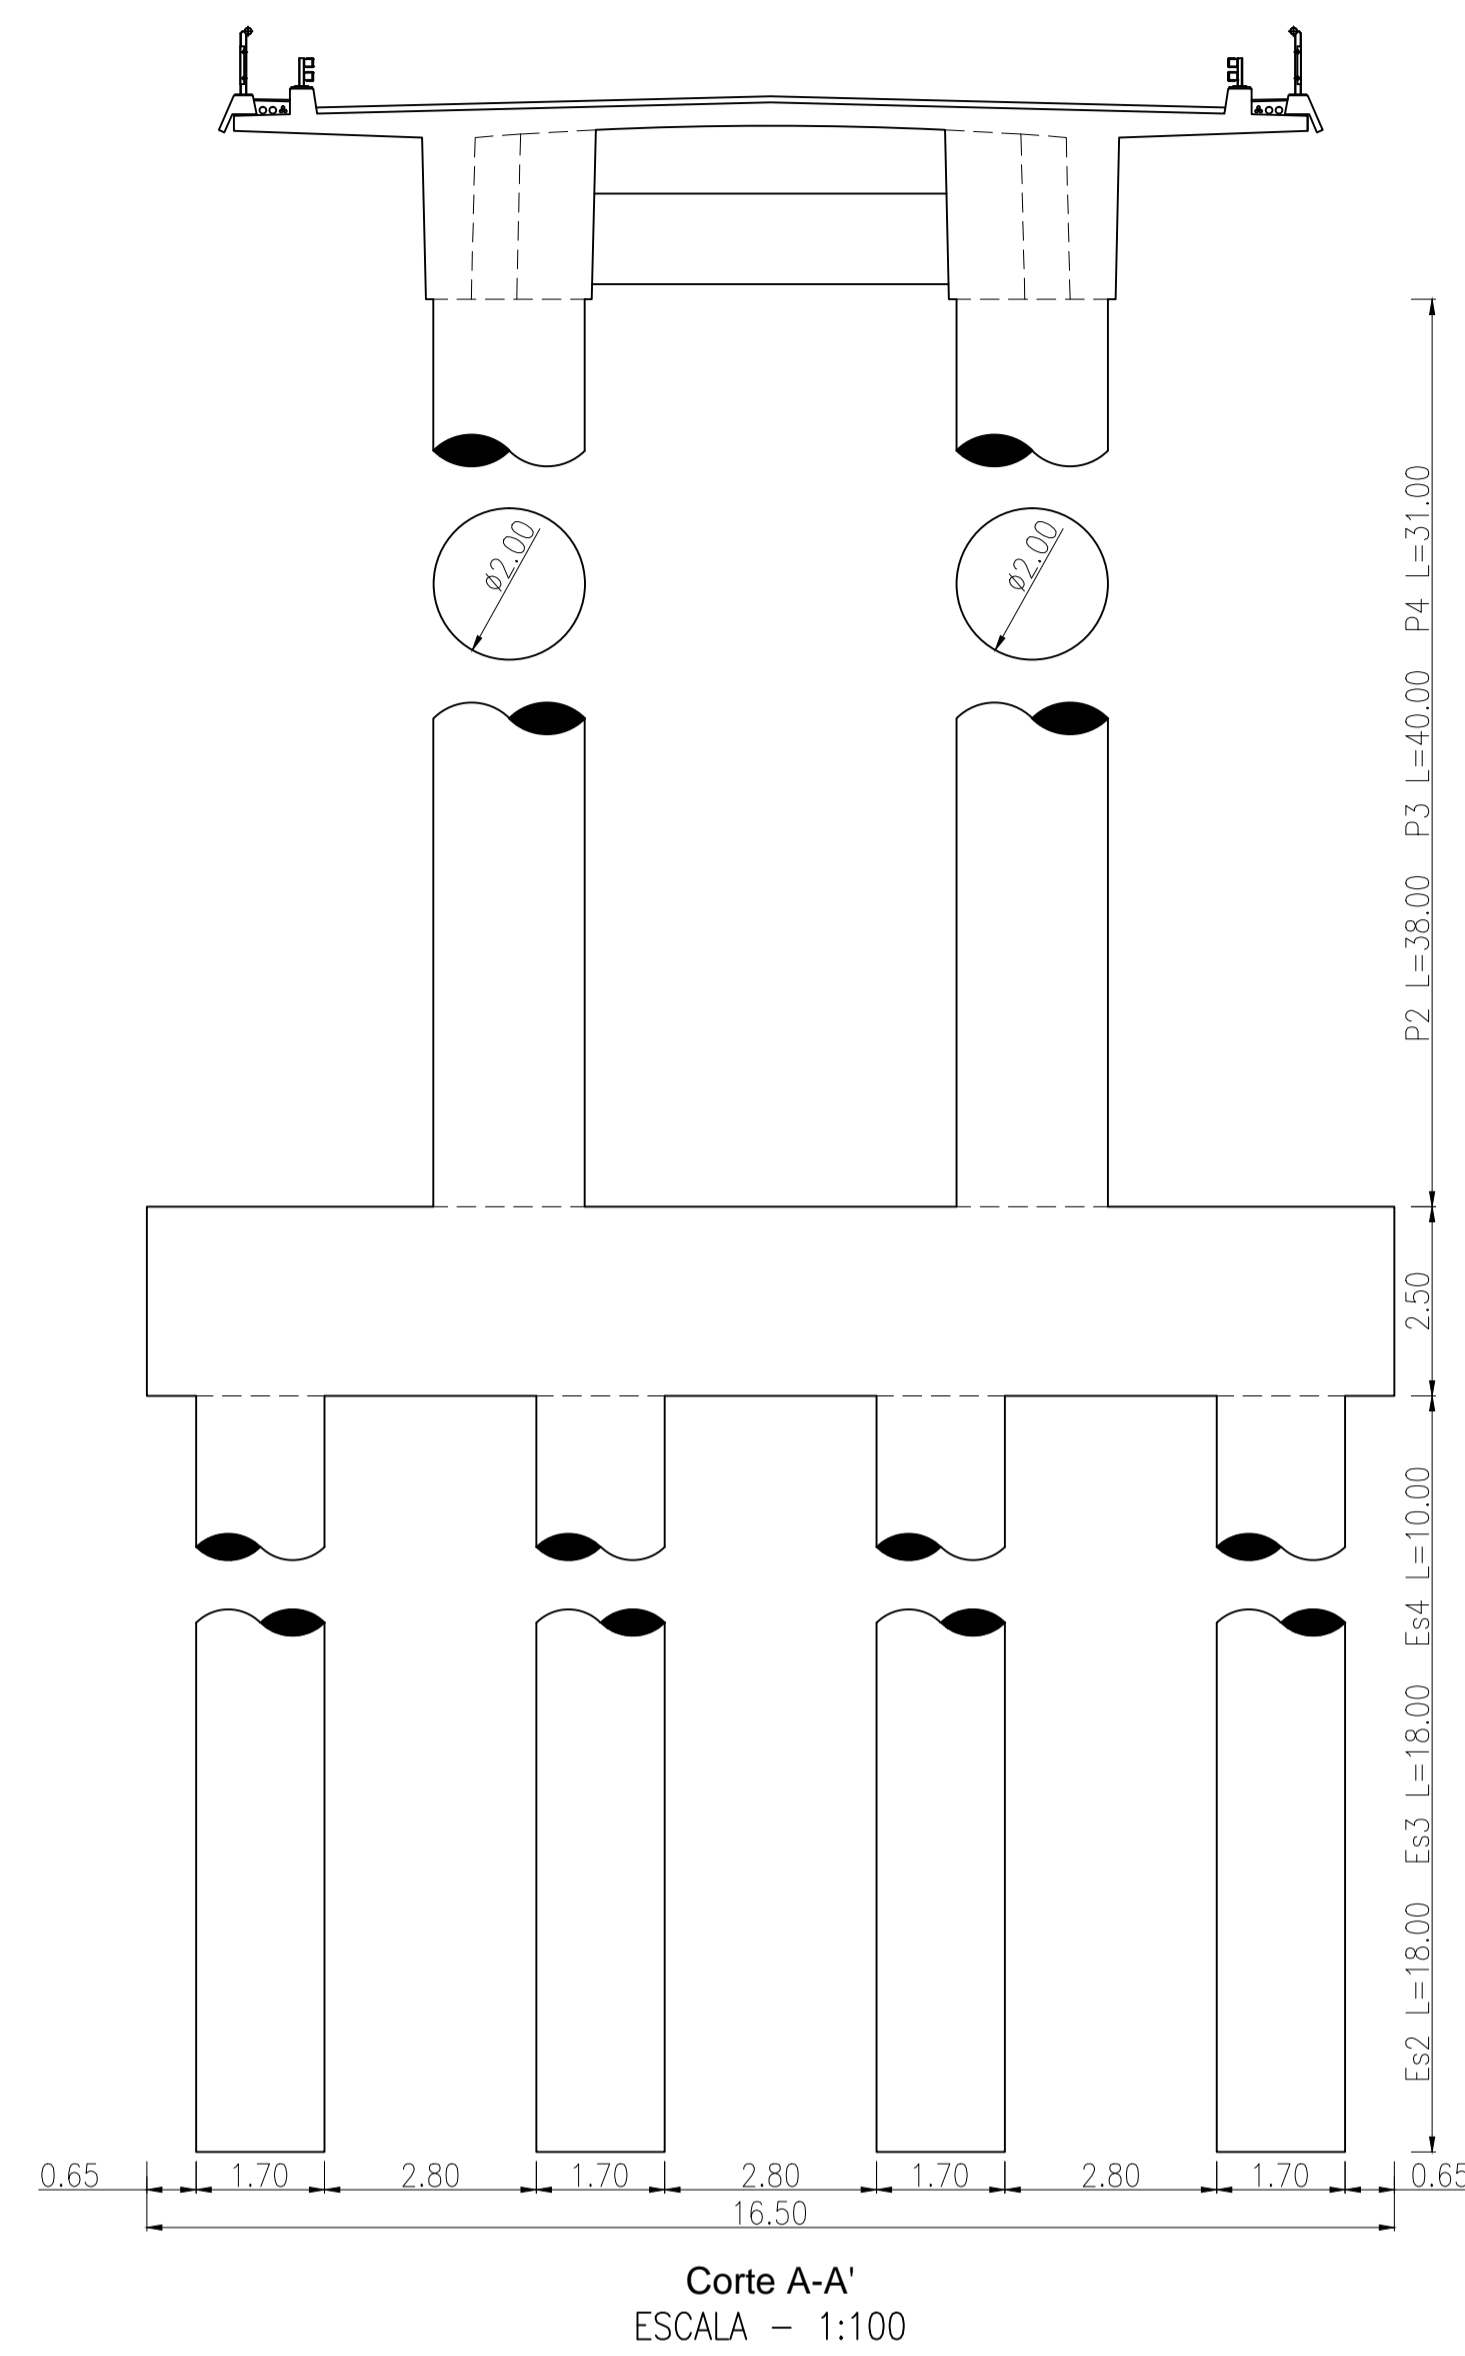 ø2.00
ø2.00
P2 L=38.00 P3 L=40.00 P4 L=31.00
2.50
Es2 L=18.00 Es3 L=18.00 Es4 L=10.00
0.65 1.70 2.80 1.70 2.80 1.70 2.80 1.70 0.65
16.50
Corte A-A'
ESCALA - 1:100